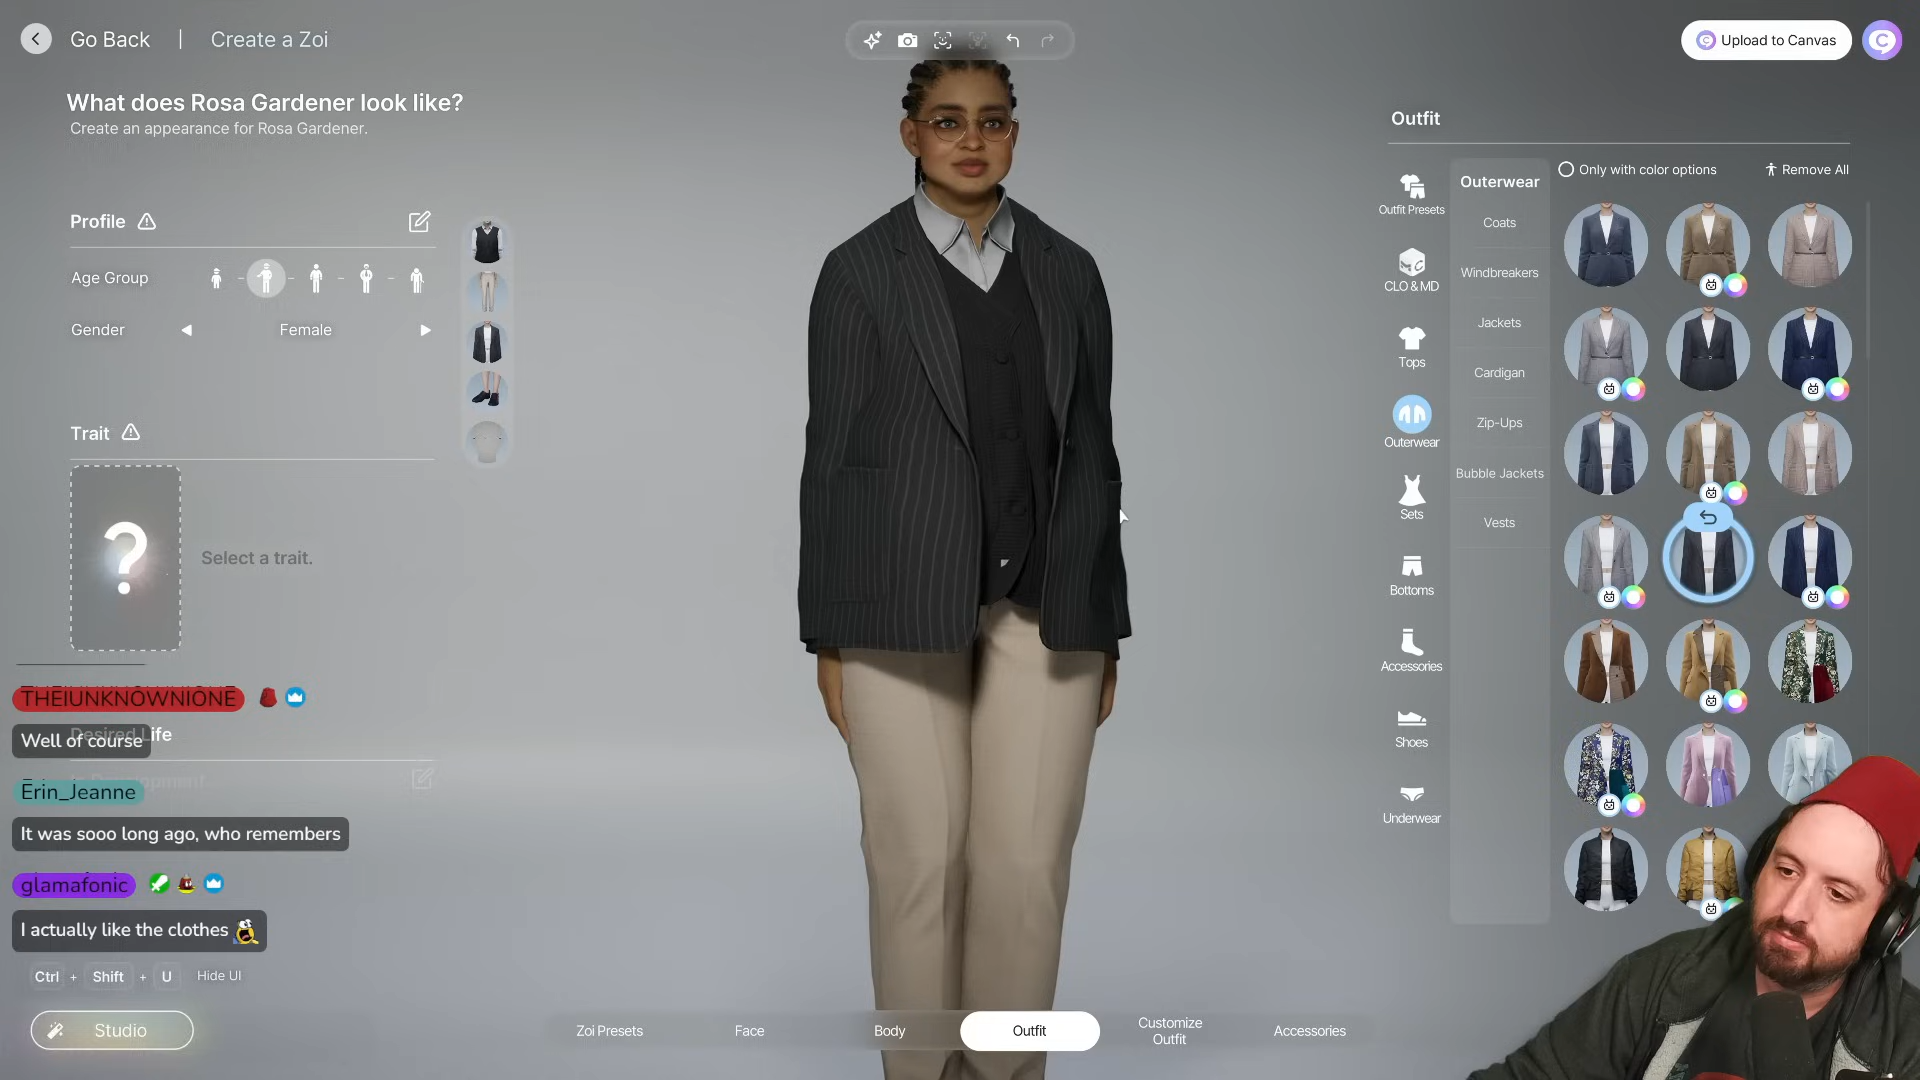 Go Back | Create a Zoi
Upload to Canvas
What does Rosa Gardener look like?
Create an appearance for Rosa Gardener.
Profile
Age Group
Gender
Female
Trait
?
Select a trait.
THEIUNKNOWNIONE
Well of course
Life
Erin_Jeanne
It was sooo long ago, who remembers
glamafonic
I actually like the clothes
Ctrl + Shift + U Hide UI
Studio
Zoi Presets
Face
Body
Outfit
Customize
Outfit
Accessories
Outfit
Outfit Presets
CLO & MD
Tops
Outerwear
Sets
Bottoms
Accessories
Shoes
Underwear
Outerwear
Coats
Windbreakers
Jackets
Cardigan
Zip-Ups
Bubble Jackets
Vests
Only with color options
Remove All